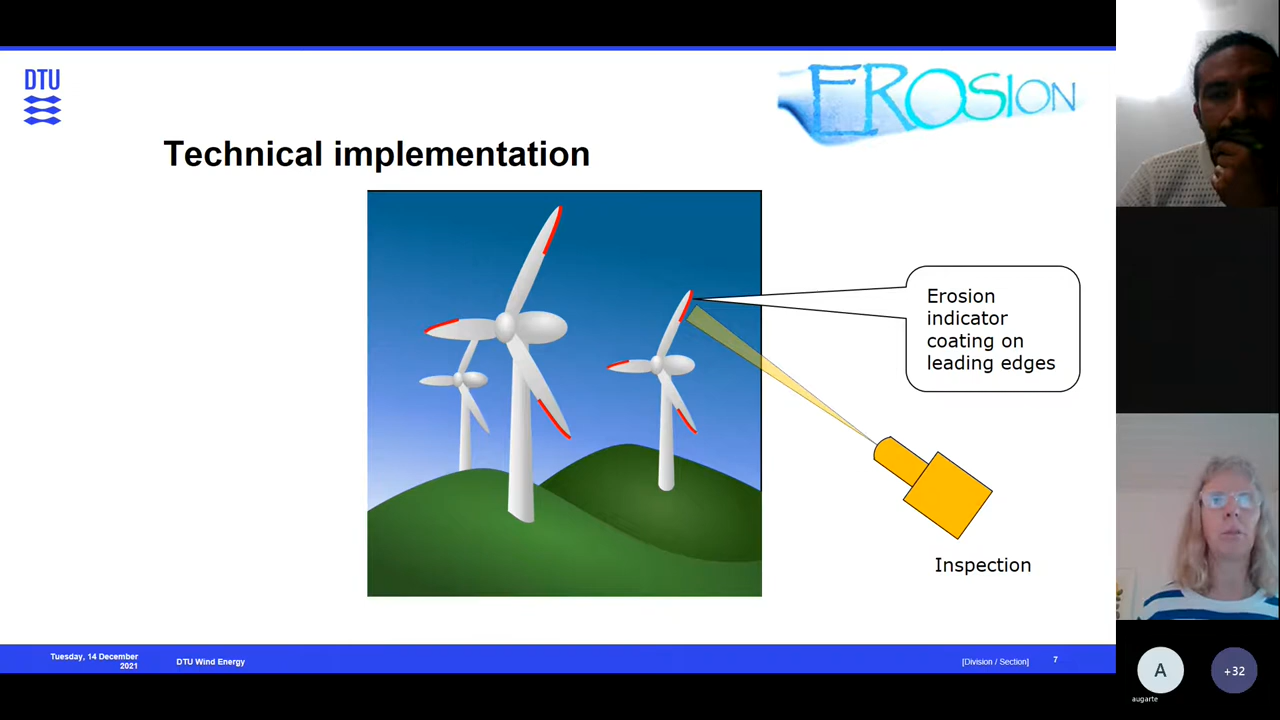 DTU
EROSION
Technical implementation
Erosion
indicator
coating on
leading edges
Inspection
Tuesday, 14 December
2021
DTU Wind Energy
[Division / Section]
7
A
+32
augarte